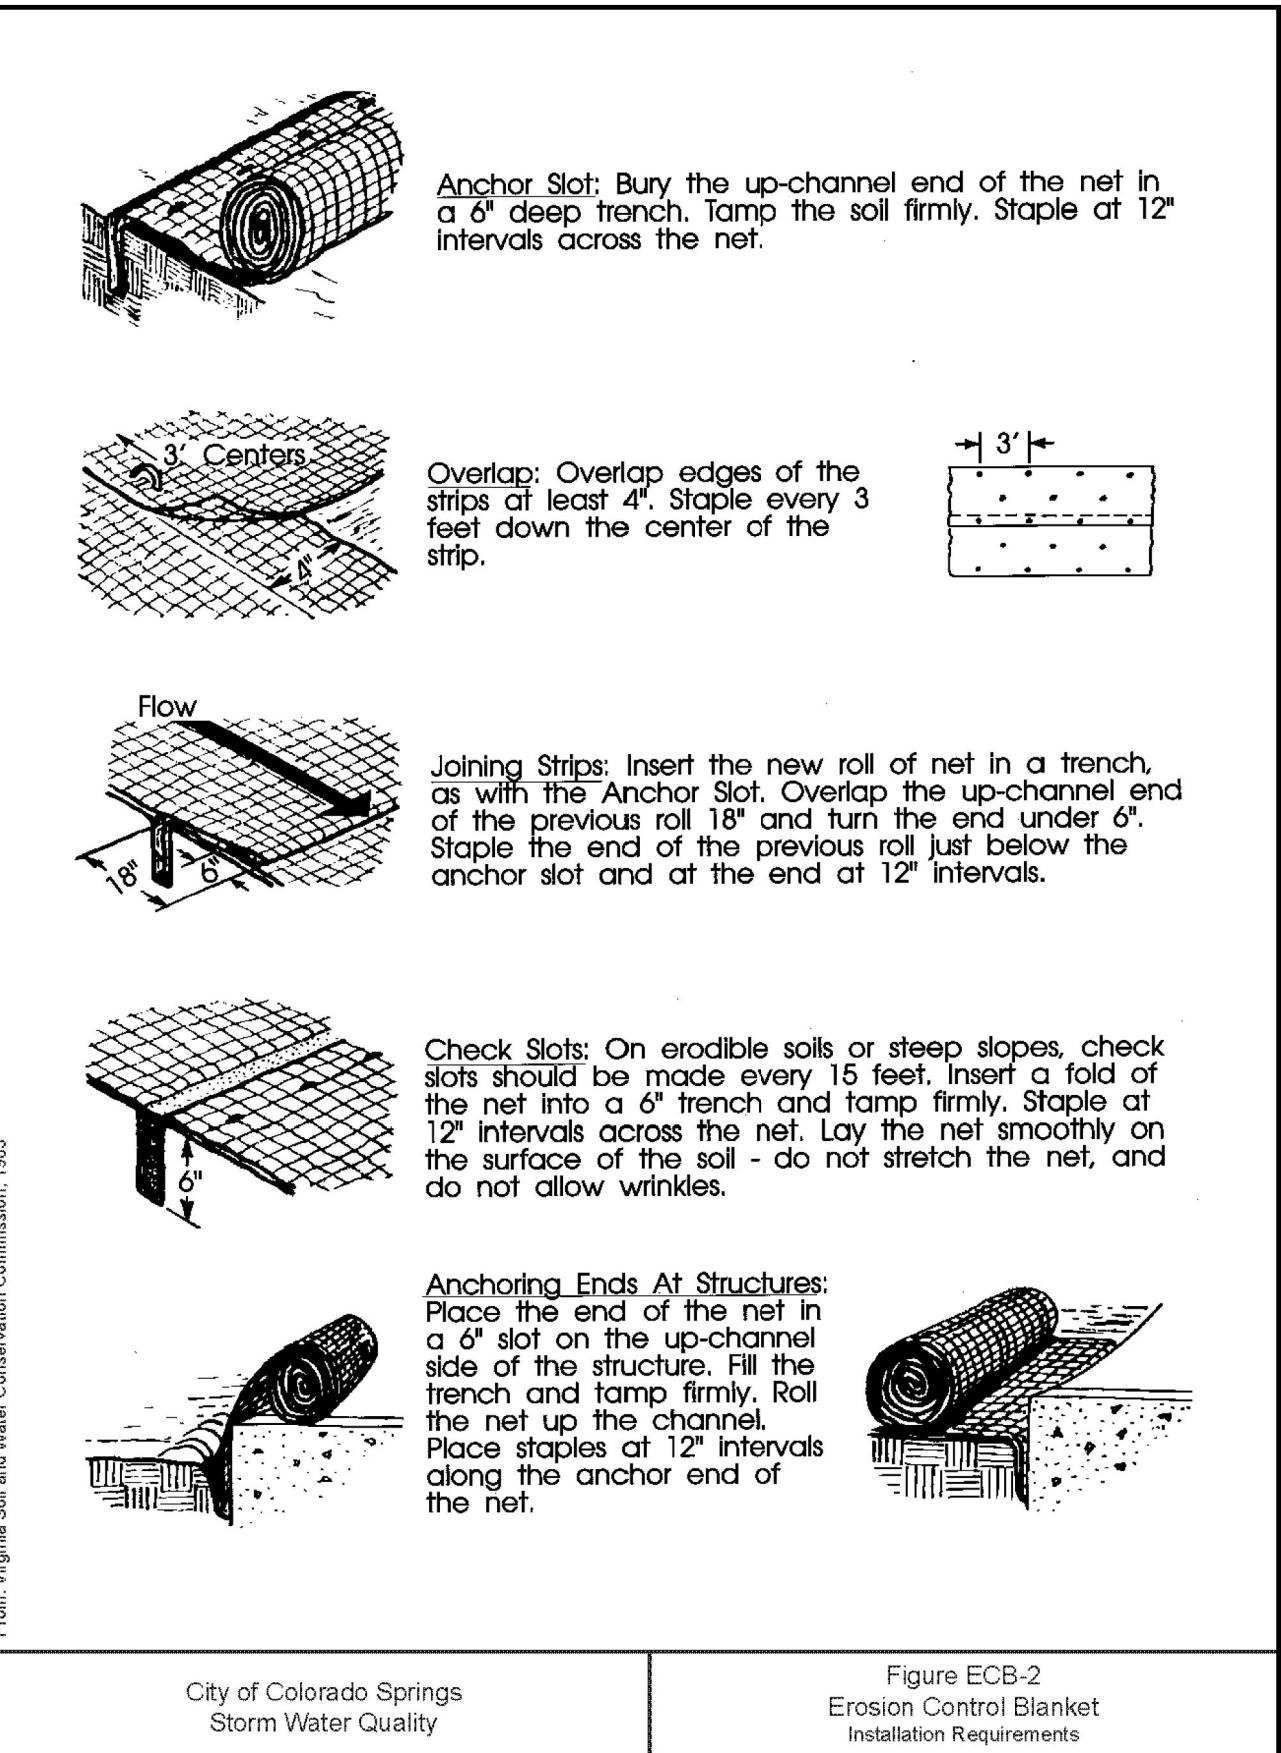 Anchor Slot: Bury the up-channel end of the net in
a 6" deep trench. Tamp the soil firmly. Staple at 12"
intervals across the net.
3' Centers
4"
Overlap: Overlap edges of the
strips at least 4". Staple every 3
feet down the center of the
strip.
3'
Flow
18"
6"
Joining Strips: Insert the new roll of net in a trench,
as with the Anchor Slot. Overlap the up-channel end
of the previous roll 18" and turn the end under 6".
Staple the end of the previous roll just below the
anchor slot and at the end at 12" intervals.
6"
Check Slots: On erodible soils or steep slopes, check
slots should be made every 15 feet. Insert a fold of
the net into a 6" trench and tamp firmly. Staple at
12" intervals across the net. Lay the net smoothly on
the surface of the soil - do not stretch the net, and
do not allow wrinkles.
Anchoring Ends At Structures:
Place the end of the net in
a 6" slot on the up-channel
side of the structure. Fill the
trench and tamp firmly. Roll
the net up the channel.
Place staples at 12" intervals
along the anchor end of
the net.
City of Colorado Springs
Storm Water Quality
Figure ECB-2
Erosion Control Blanket
Installation Requirements